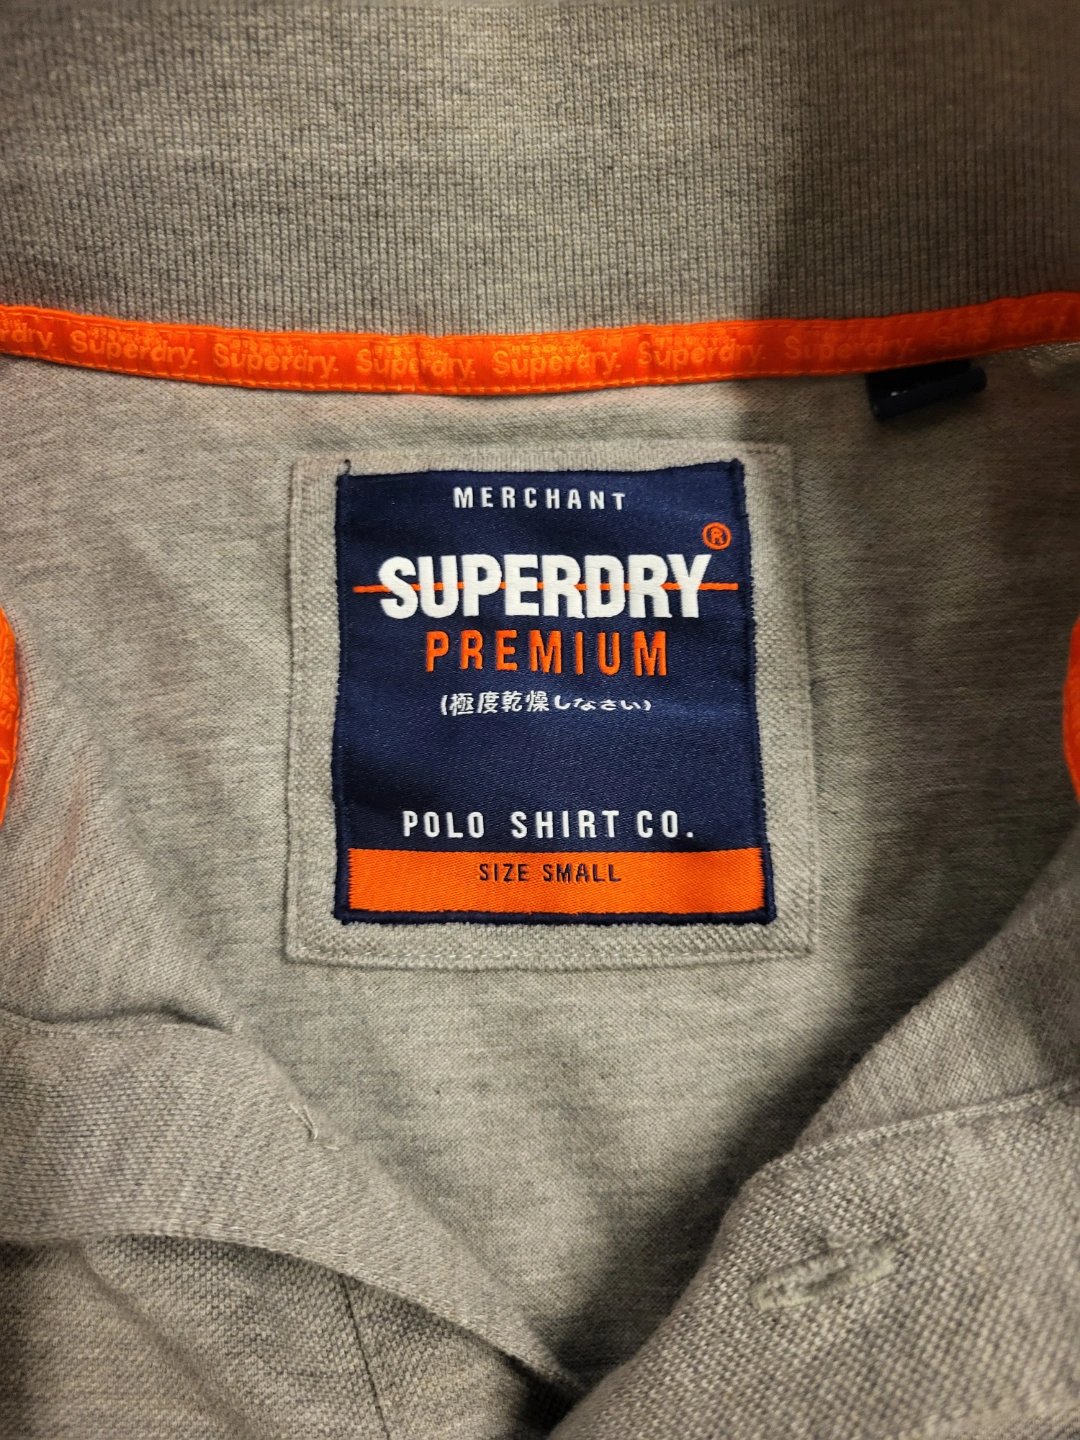 Superdry. Superdry. Superdry. Superdry. Superdry. Superdry.
MERCHANT
SUPERDRY®
PREMIUM
(極度乾燥しなさい)
POLO SHIRT CO.
SIZE SMALL